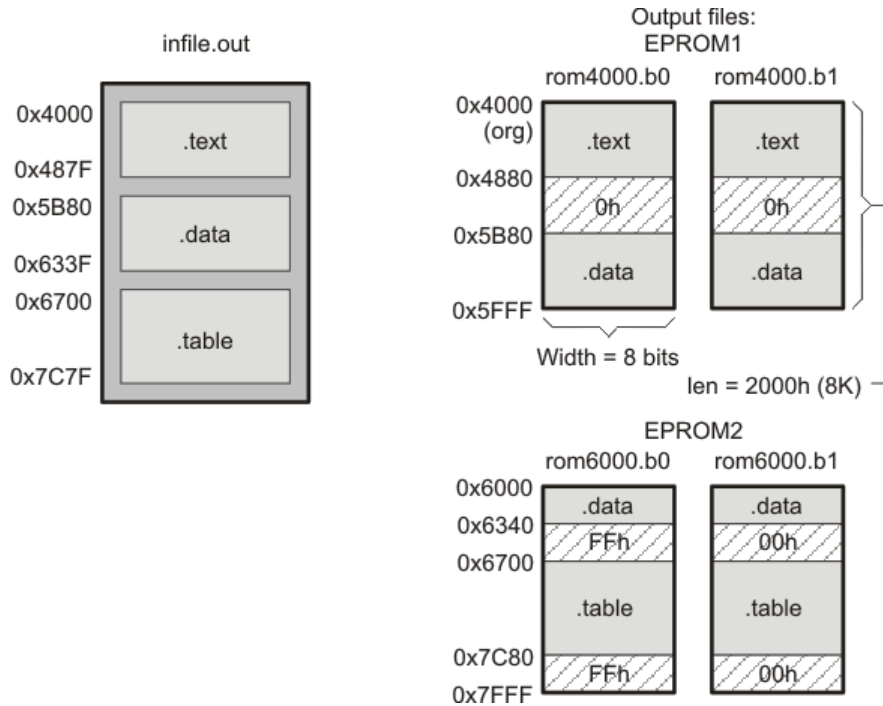 infile.out
0x4000
.text
0x487F
0x5B80
.data
0x633F
0x6700
.table
0x7C7F
Output files:
EPROM1
rom4000.b0 rom4000.b1
0x4000
(org)
.text .text
0x4880
0h 0h
0x5B80
.data .data
0x5FFF
Width = 8 bits
len = 2000h (8K)
EPROM2
rom6000.b0 rom6000.b1
0x6000
.data .data
0x6340
FFh 00h
0x6700
.table .table
0x7C80
FFh 00h
0x7FFF